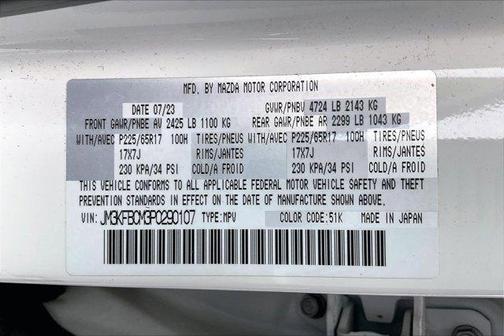 MFD. BY MAZDA MOTOR CORPORATION
DATE 07/23 GVWR/PNBV 4724 LB 2143 KG
FRONT GAWR/PNBE AV 2425 LB 1100 KG REAR GAWR/PNBE AR 2299 LB 1043 KG
WITH/AVEC P225/65R17 100H TIRES/PNEUS WITH/AVEC P225/65R17 100H TIRES/PNEUS
17X7J RIMS/JANTES 17X7J RIMS/JANTES
230 KPA/34 PSI COLD/A FROID 230 KPA/34 PSI COLD/A FROID
THIS VEHICLE CONFORMS TO ALL APPLICABLE FEDERAL MOTOR VEHICLE SAFETY AND THEFT
PREVENTION STANDARDS IN EFFECT ON THE DATE OF MANUFACTURE SHOWN ABOVE.
VIN: JM3KFBCM3P0290107 TYPE: MPV COLOR CODE: 51K MADE IN JAPAN